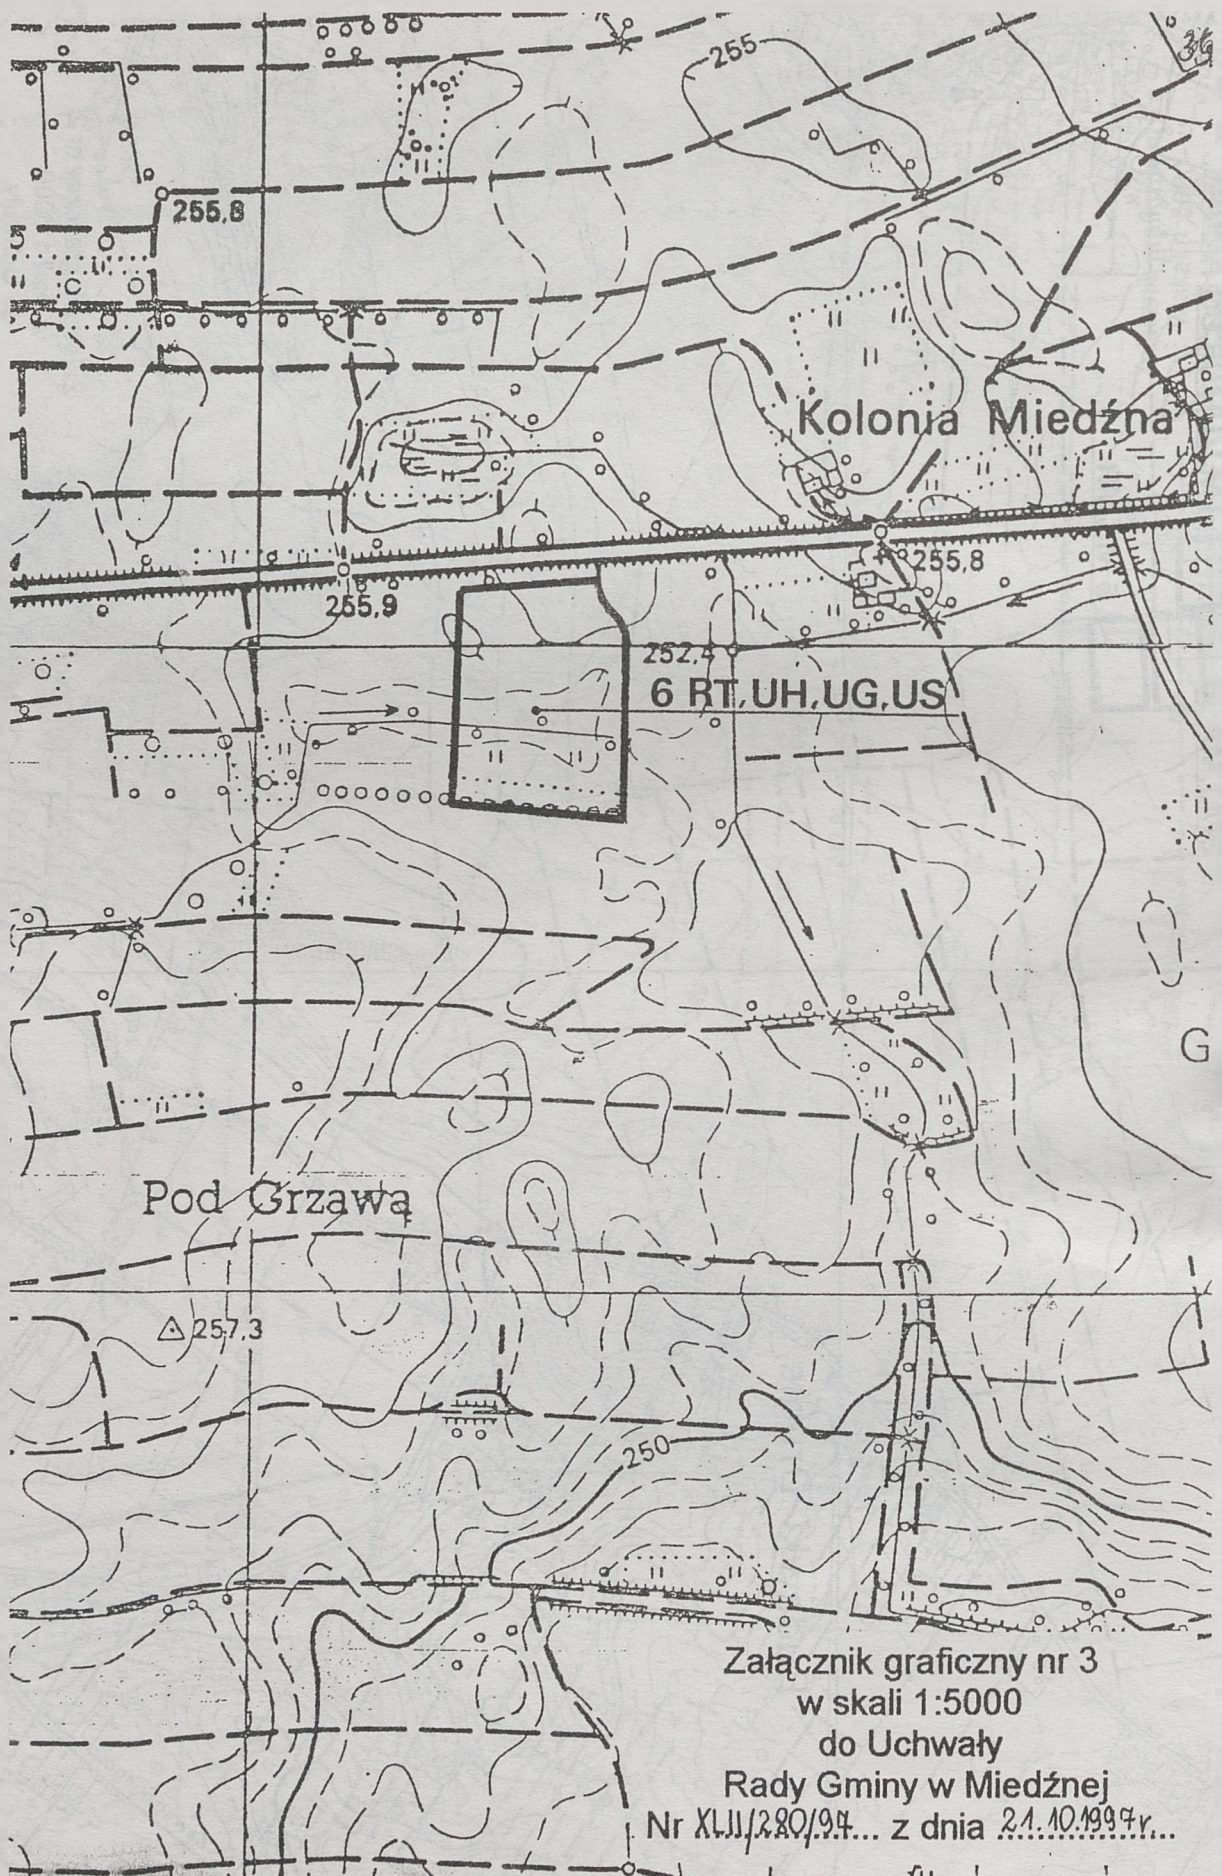 255
36
255,8
Kolonia Miedźna
255,8
255,9
252,4
6 RT,UH,UG,US
G
Pod Grzawą
257,3
250
Załącznik graficzny nr 3
w skali 1:5000
do Uchwały
Rady Gminy w Miedźnej
Nr XLII/280/97... z dnia 21.10.1997r...